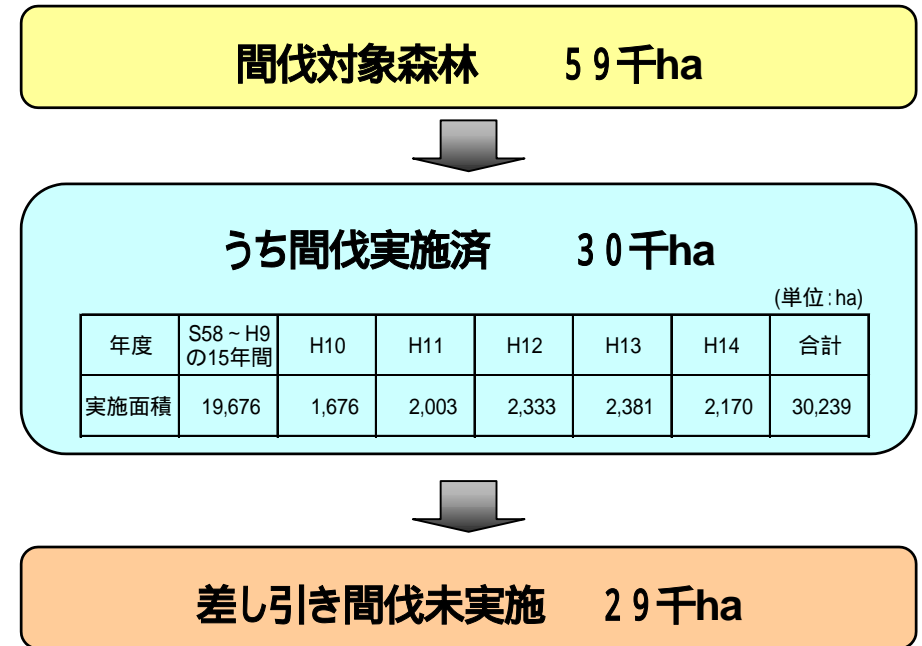 間伐対象森林　　５９千ha
うち間伐実施済　　３０千ha
(単位:ha)
年度 S58～H9の15年間 H10 H11 H12 H13 H14 合計
実施面積 19,676 1,676 2,003 2,333 2,381 2,170 30,239
差し引き間伐未実施　２９千ha